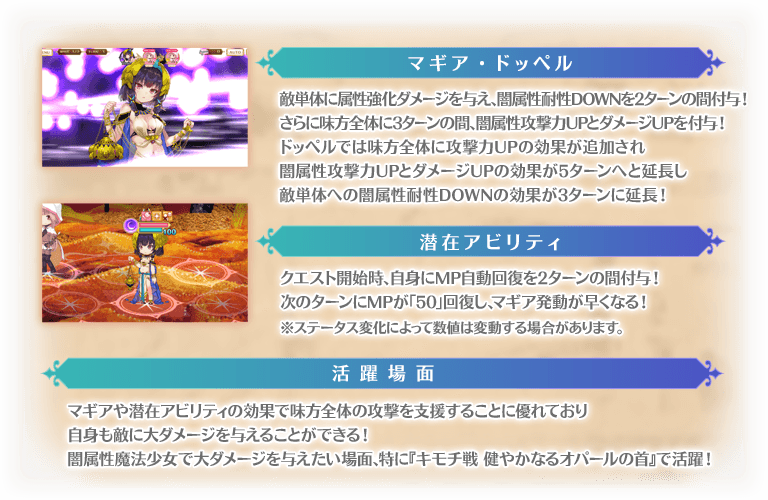 マギア・ドッペル
敵単体に属性強化ダメージを与え、闇属性耐性DOWNを2ターンの間付与！
さらに味方全体に3ターンの間、闇属性攻撃力UPとダメージUPを付与！
ドッペルでは味方全体に攻撃力UPの効果が追加され
闇属性攻撃力UPとダメージUPの効果が5ターンへと延長し
敵単体への闇属性耐性DOWNの効果が3ターンに延長！
潜在アビリティ
クエスト開始時、自身にMP自動回復を2ターンの間付与！
次のターンにMPが「50」回復し、マギア発動が早くなる！
※ステータス変化によって数値は変動する場合があります。
100
活躍場面
マギアや潜在アビリティの効果で味方全体の攻撃を支援することに優れており
自身も敵に大ダメージを与えることができる！
闇属性魔法少女で大ダメージを与えたい場面、特に『キモチ戦 健やかなるオパールの首』で活躍！